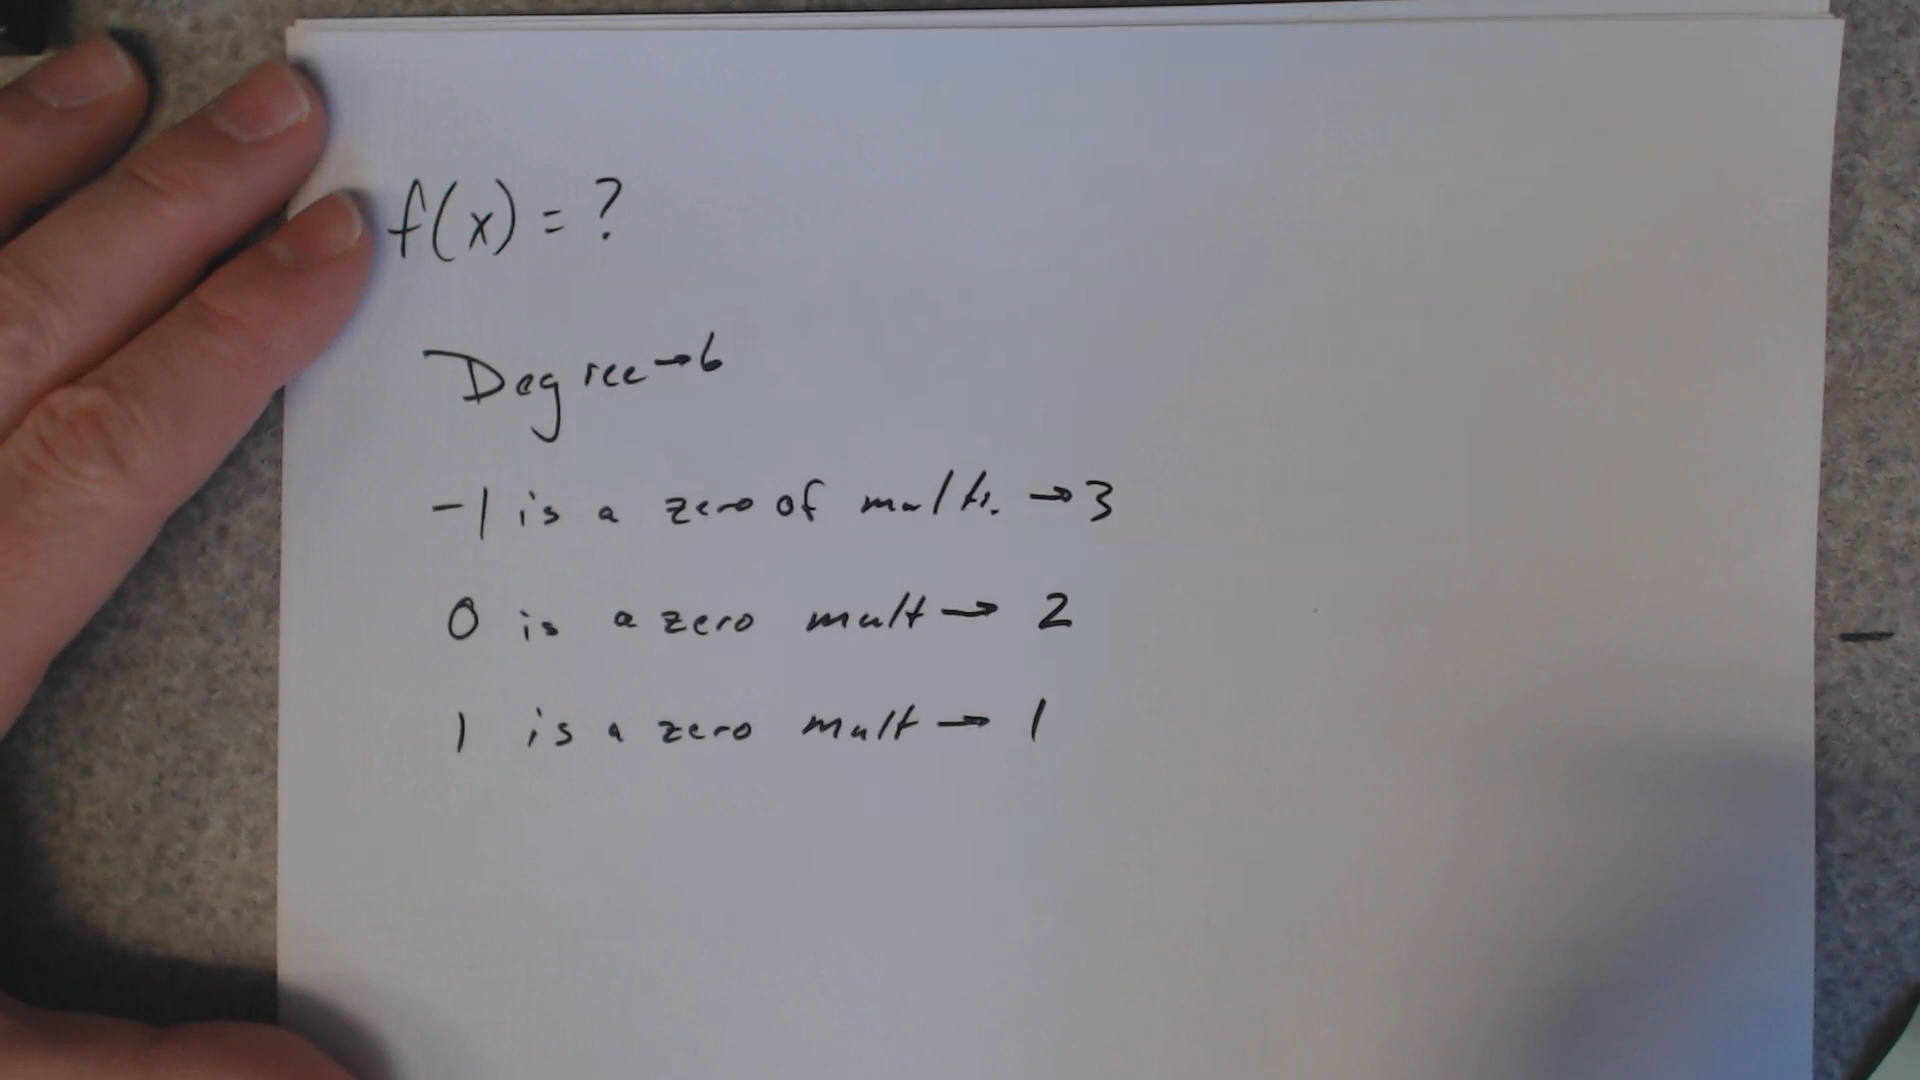 f(x) = ?
Degree→6
-1 is a zero of multi. → 3
0 is a zero mult → 2
1 is a zero mult → 1